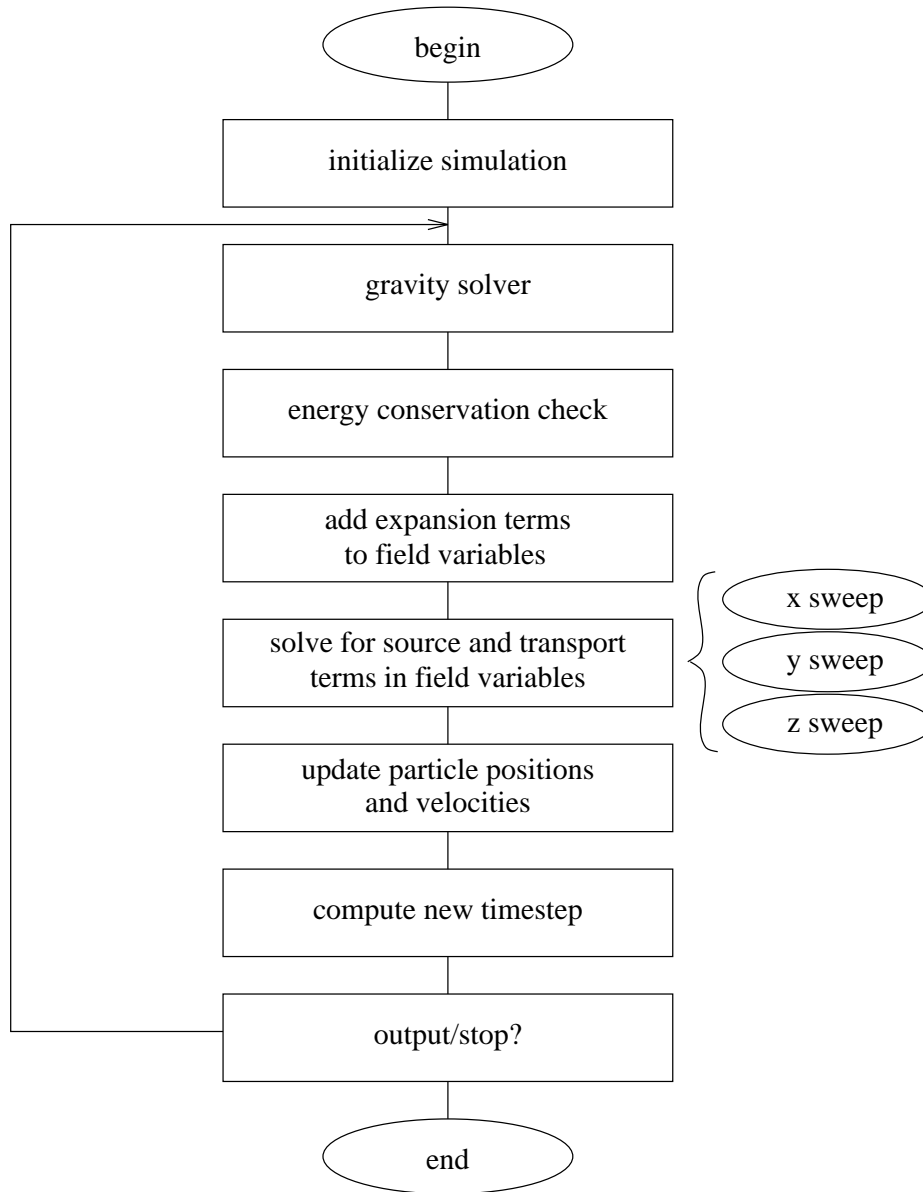 begin
initialize simulation
gravity solver
energy conservation check
add expansion terms
to field variables
solve for source and transport
terms in field variables
x sweep
y sweep
z sweep
update particle positions
and velocities
compute new timestep
output/stop?
end